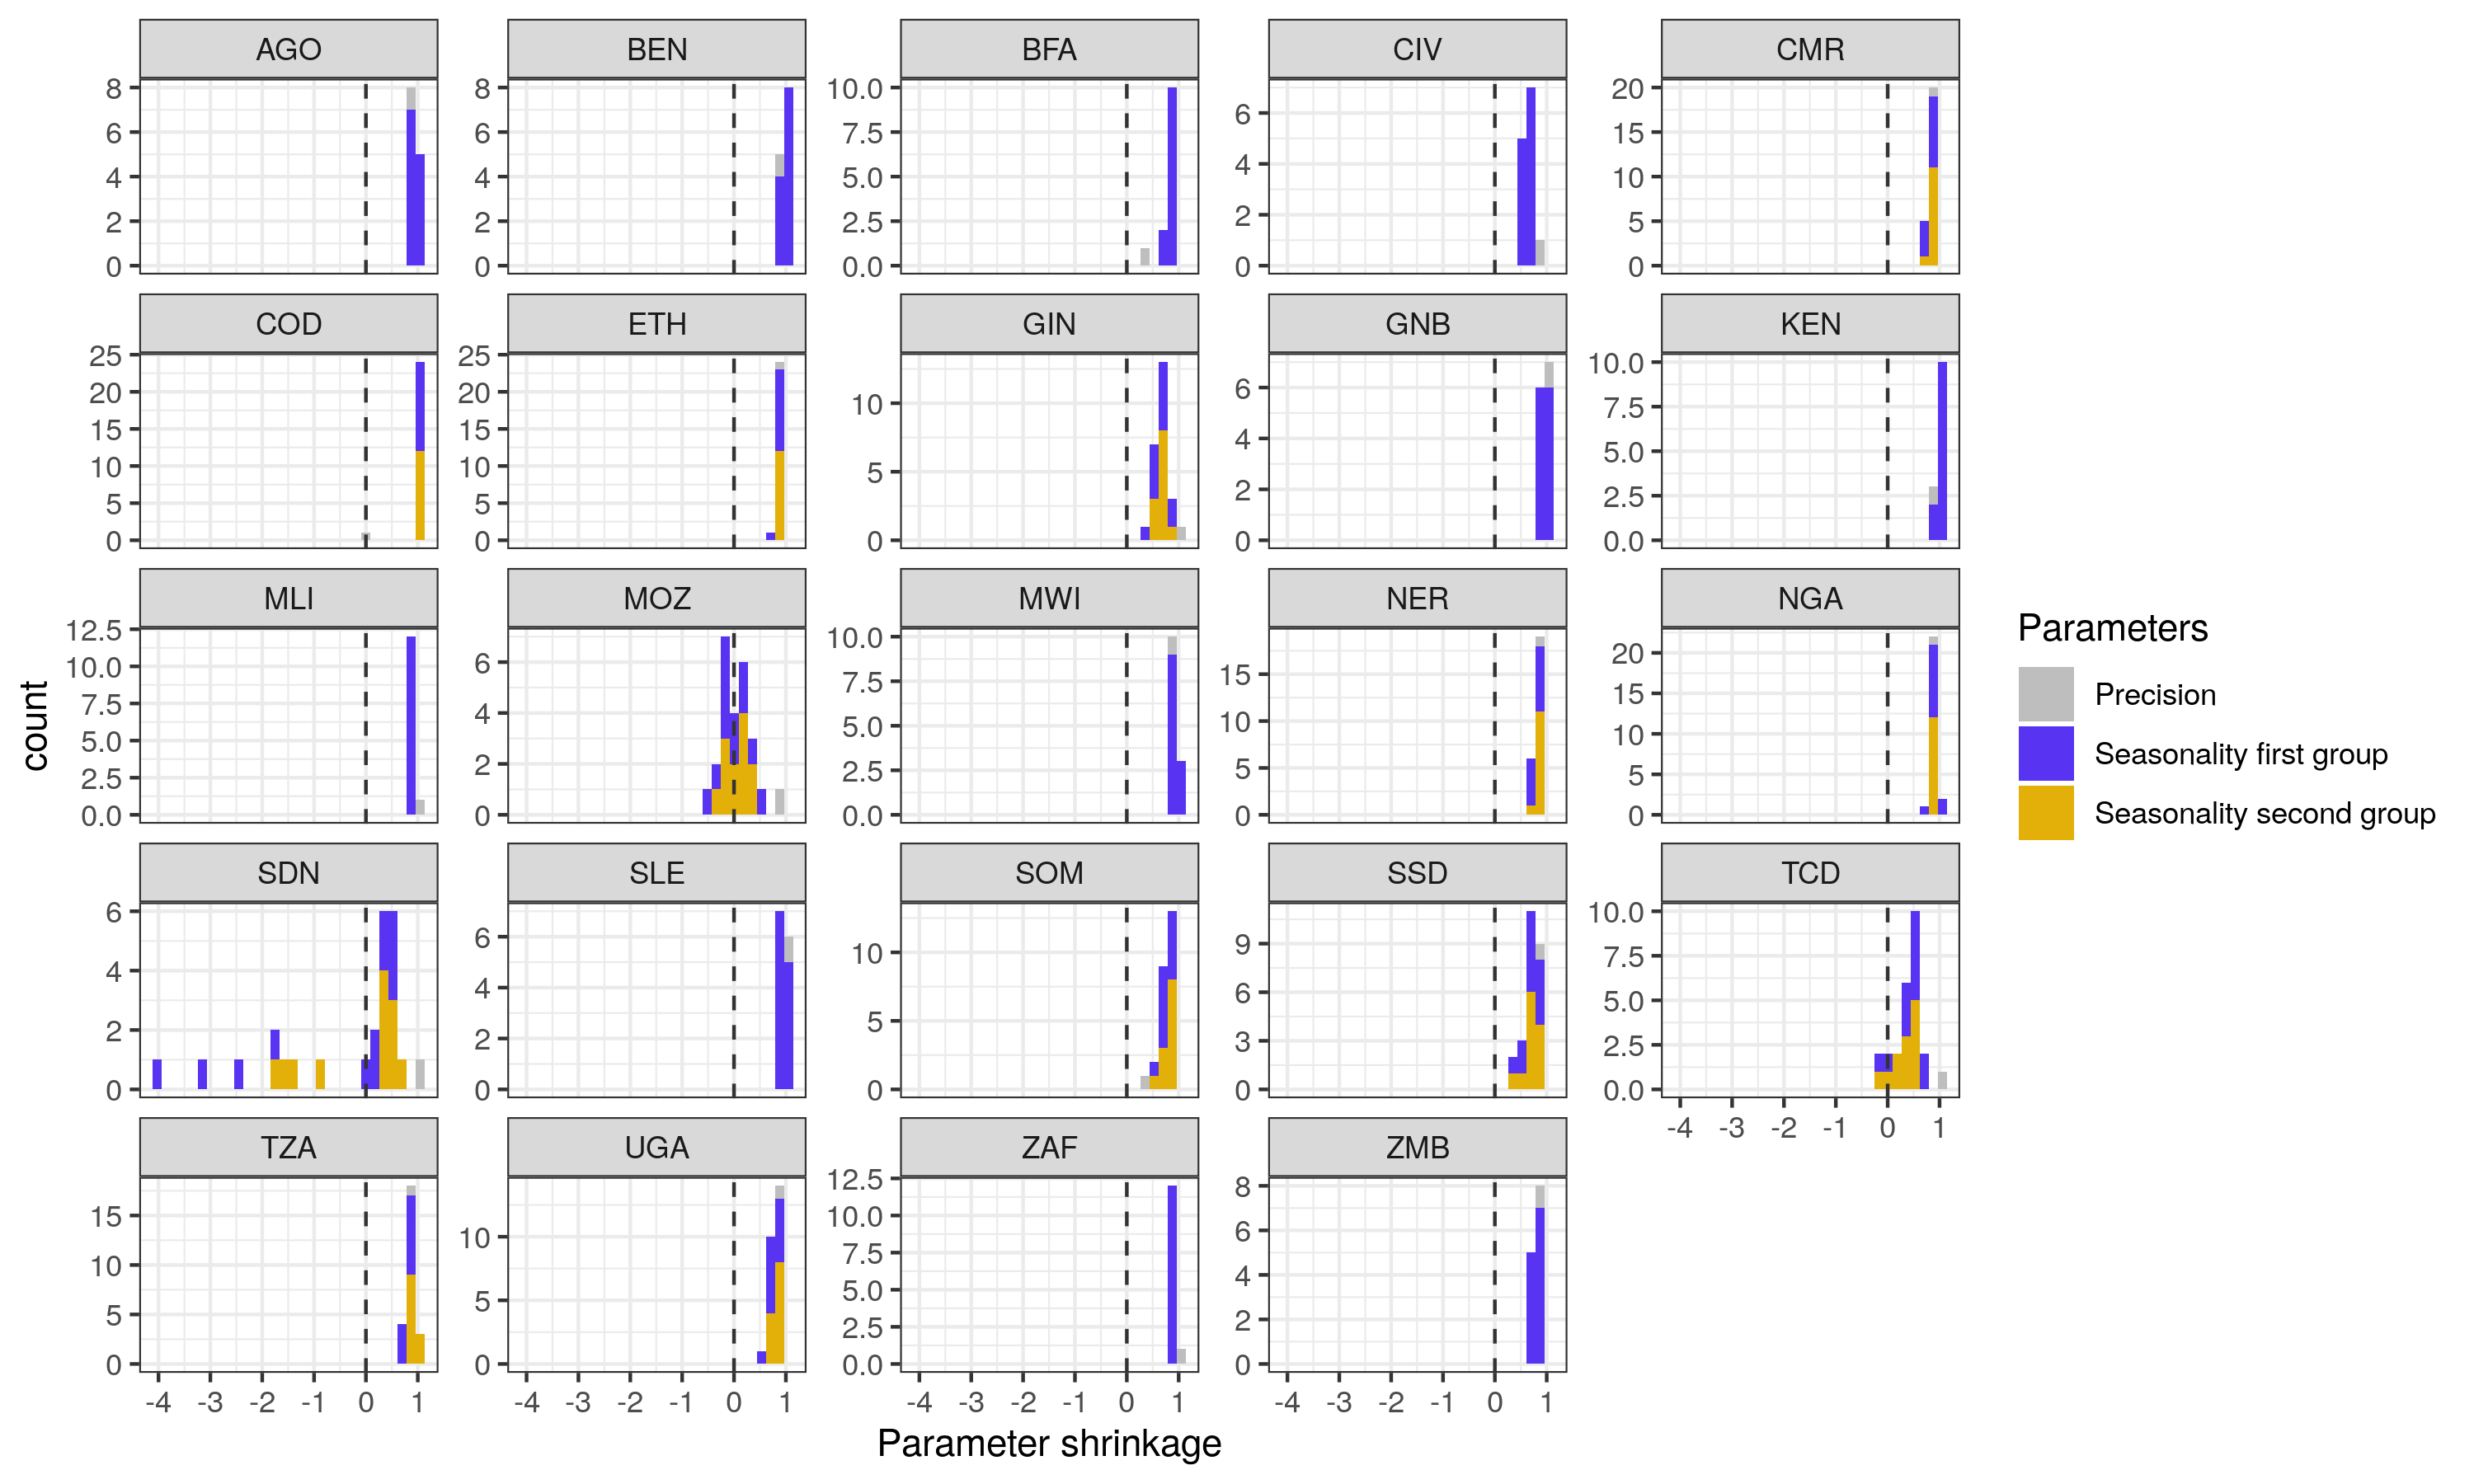 AGO BEN BFA CIV CMR
8 6 4 2 0
8 6 4 2 0
10.0 7.5 5.0 2.5 0.0
6 4 2 0
20 15 10 5 0
COD ETH GIN GNB KEN
25 20 15 10 5 0
25 20 15 10 5 0
10 5 0
6 4 2 0
10.0 7.5 5.0 2.5 0.0
MLI MOZ MWI NER NGA
12.5 10.0 7.5 5.0 2.5 0.0
6 4 2 0
10.0 7.5 5.0 2.5 0.0
15 10 5 0
20 15 10 5 0
SDN SLE SOM SSD TCD
6 4 2 0
6 4 2 0
10 5 0
9 6 3 0
10.0 7.5 5.0 2.5 0.0
-4 -3 -2 -1 0 1
TZA UGA ZAF ZMB
15 10 5 0
10 5 0
12.5 10.0 7.5 5.0 2.5 0.0
8 6 4 2 0
-4 -3 -2 -1 0 1
-4 -3 -2 -1 0 1
-4 -3 -2 -1 0 1
-4 -3 -2 -1 0 1
count
Parameter shrinkage
Parameters
Precision
Seasonality first group
Seasonality second group